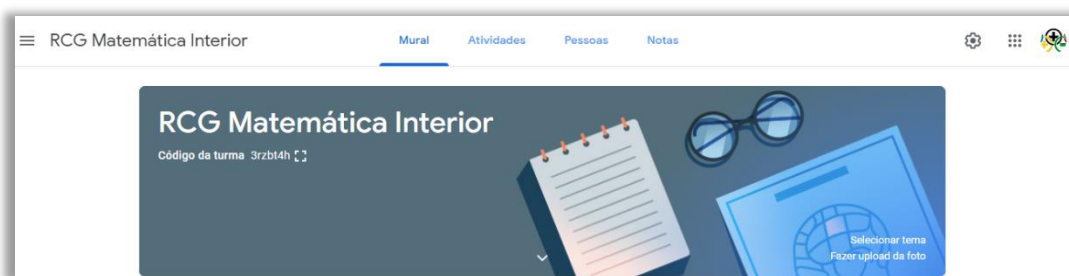 RCG Matemática Interior
Mural Atividades Pessoas Notas
RCG Matemática Interior
Código da turma 3rzbt4h
Selecionar tema
Fazer upload da foto